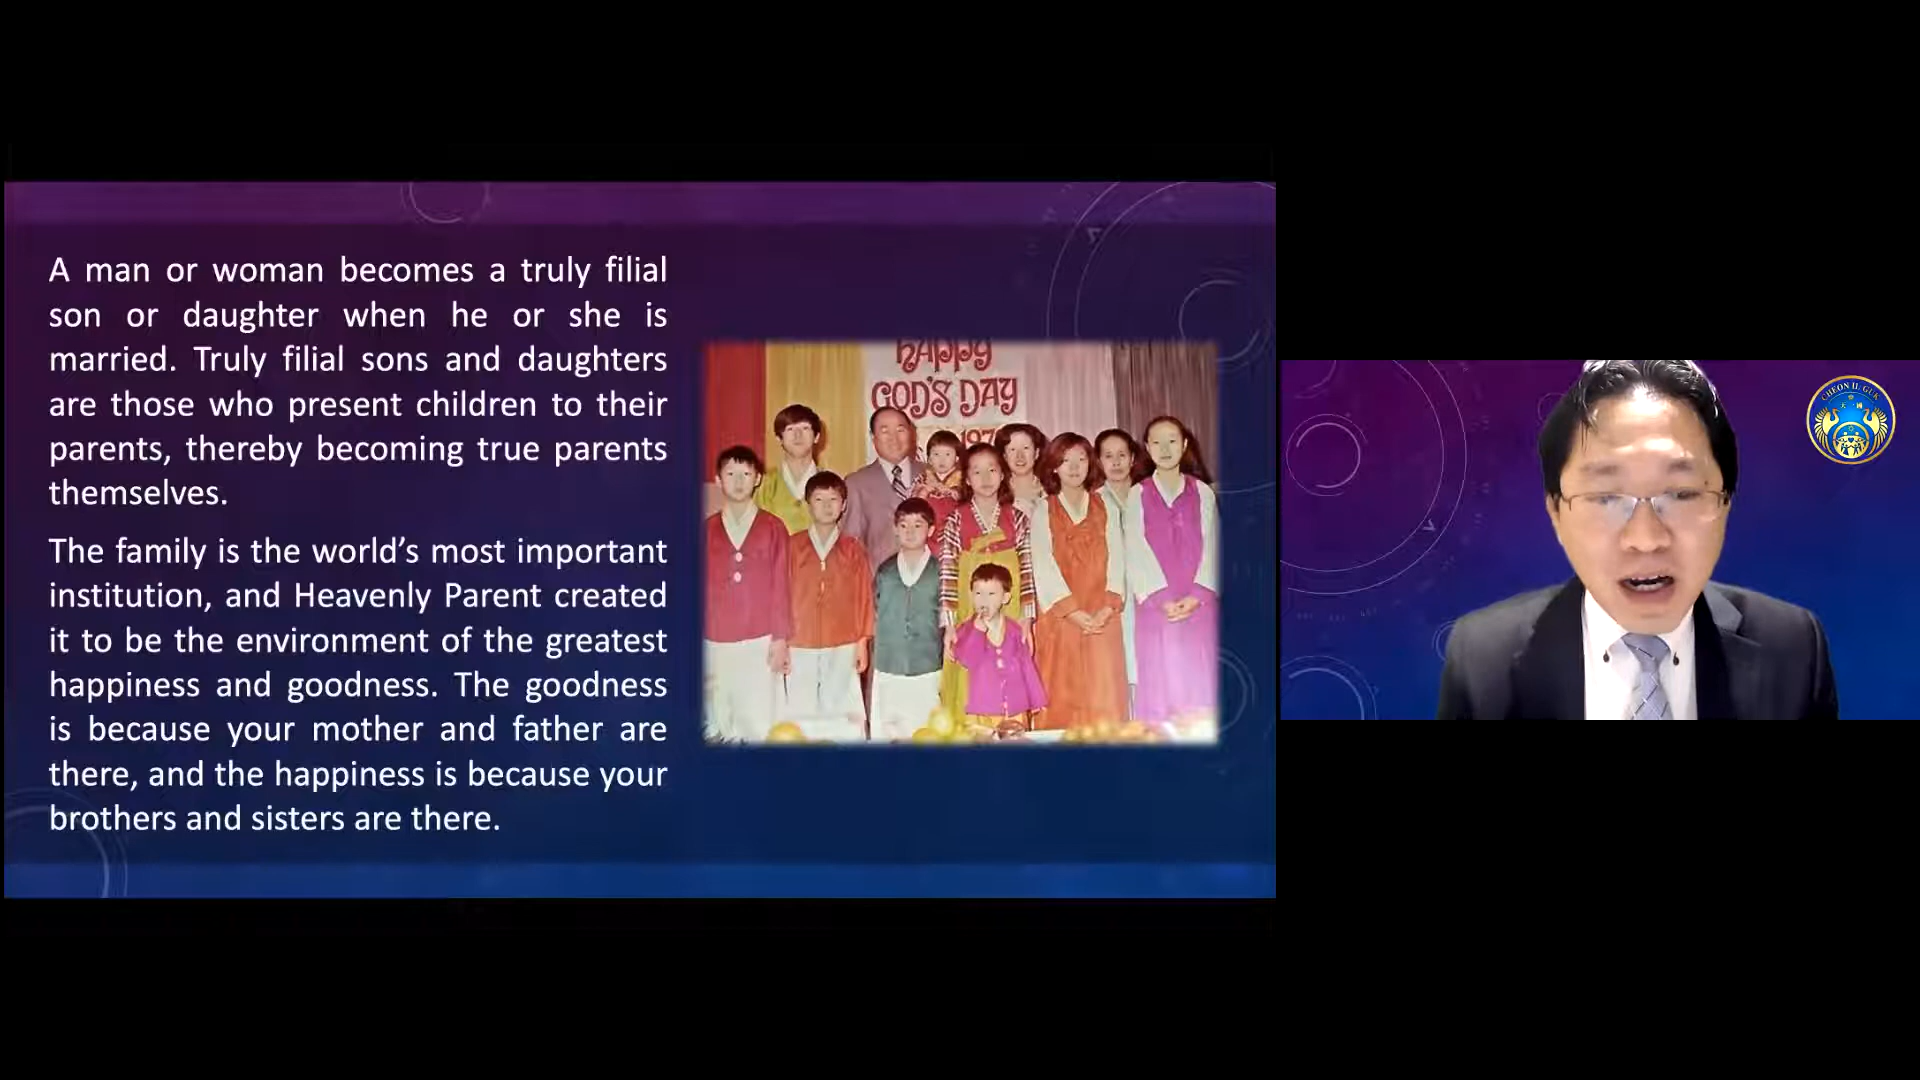 A man or woman becomes a truly filial
son or daughter when he or she is
married. Truly filial sons and daughters
are those who present children to their
parents, thereby becoming true parents
themselves.
The family is the world’s most important
institution, and Heavenly Parent created
it to be the environment of the greatest
happiness and goodness. The goodness
is because your mother and father are
there, and the happiness is because your
brothers and sisters are there.
HAPPY
GOD'S DAY
CHEON IL GUK